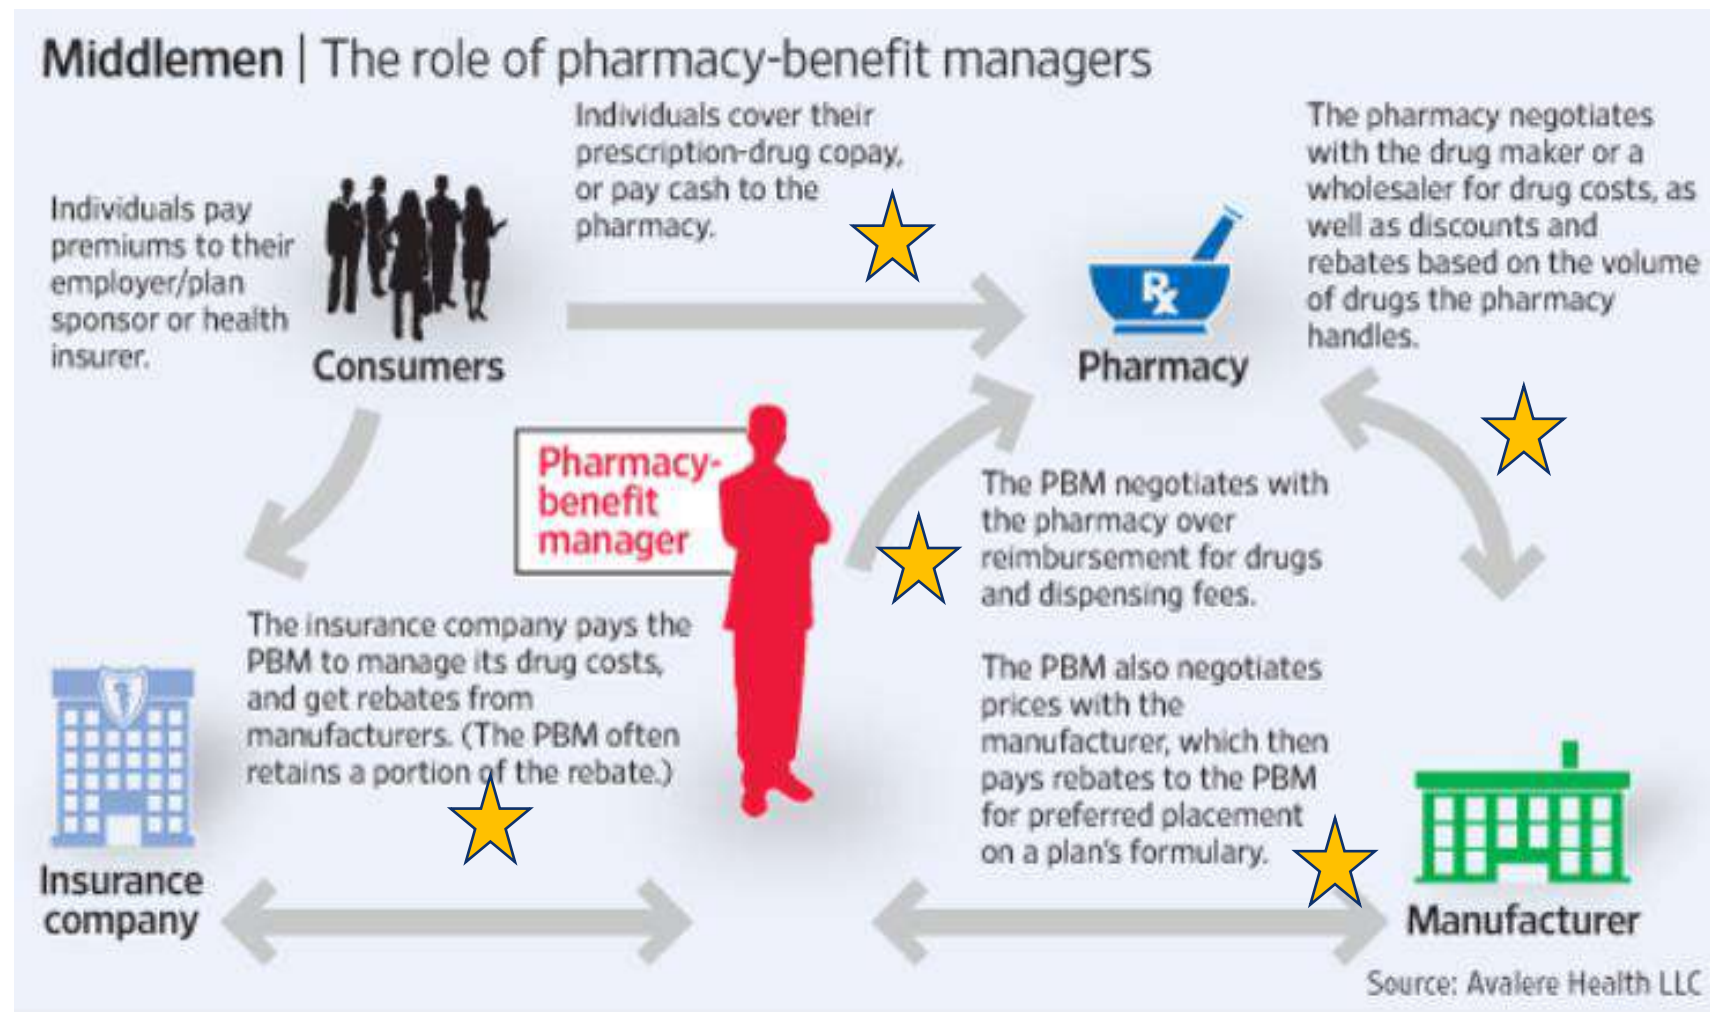 Middlemen | The role of pharmacy-benefit managers
Individuals pay
premiums to their
employer/plan
sponsor or health
insurer.
Consumers
Individuals cover their
prescription-drug copay,
or pay cash to the
pharmacy.
Rx
Pharmacy
The pharmacy negotiates
with the drug maker or a
wholesaler for drug costs, as
well as discounts and
rebates based on the volume
of drugs the pharmacy
handles.
Pharmacy-
benefit
manager
The PBM negotiates with
the pharmacy over
reimbursement for drugs
and dispensing fees.
The insurance company pays the
PBM to manage its drug costs,
and get rebates from
manufacturers. (The PBM often
retains a portion of the rebate.)
The PBM also negotiates
prices with the
manufacturer, which then
pays rebates to the PBM
for preferred placement
on a plan's formulary.
Insurance
company
Manufacturer
Source: Avalere Health LLC